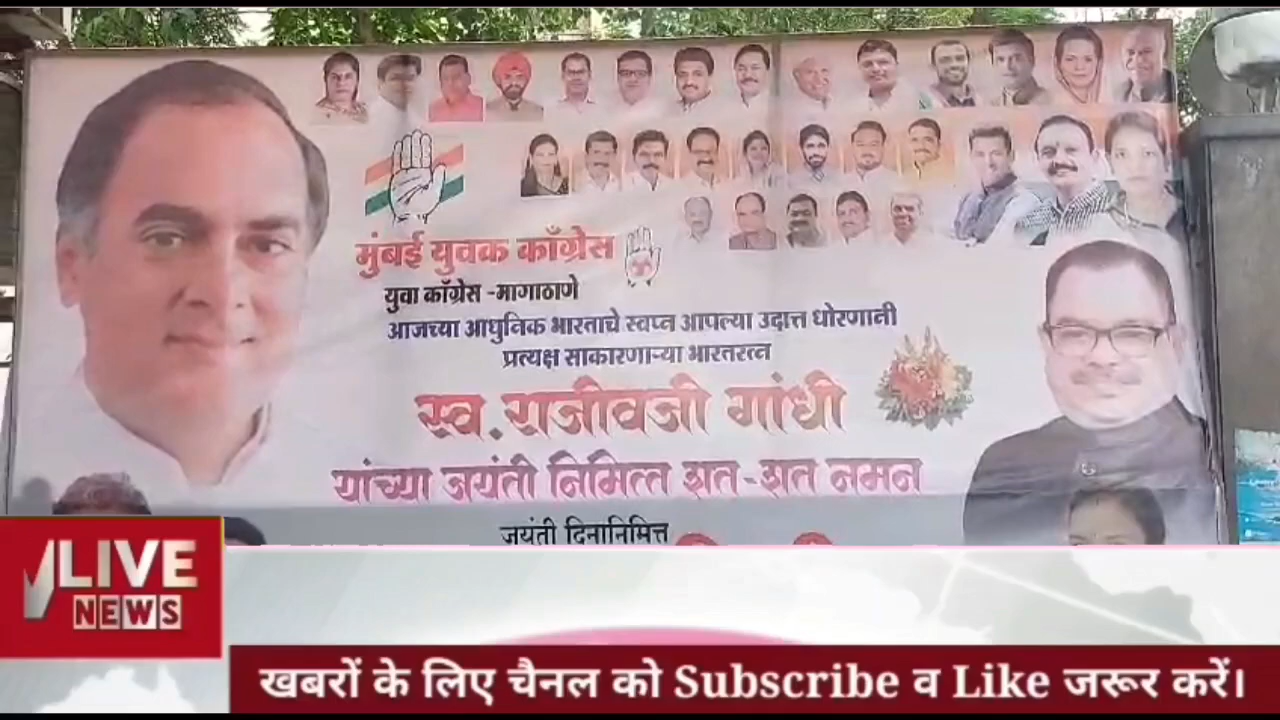 मुंबई युवक काँग्रेस
युवा काँग्रेस -मागाठाणे
आजच्या आधुनिक भारताचे स्वप्न आपल्या उदात्त धोरणानी
प्रत्यक्ष साकारणाऱ्या भारतरत्न
स्व. राजीवजी गांधी
यांच्या जयंती निमित्त शत-शत नमन
जयंती दिनानिमित्त
LIVE
NEWS
खबरों के लिए चैनल को Subscribe व Like जरूर करें।